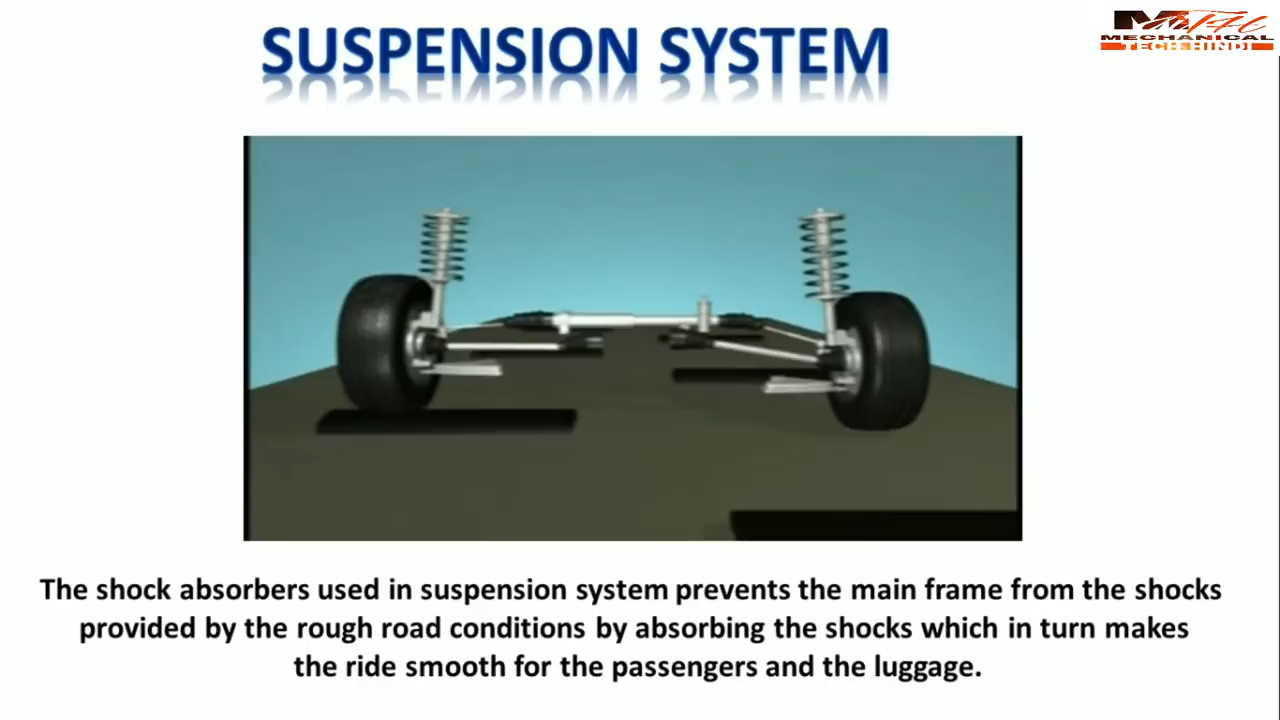 SUSPENSION SYSTEM
MECHANICAL
TECH HINDI
The shock absorbers used in suspension system prevents the main frame from the shocks
provided by the rough road conditions by absorbing the shocks which in turn makes
the ride smooth for the passengers and the luggage.